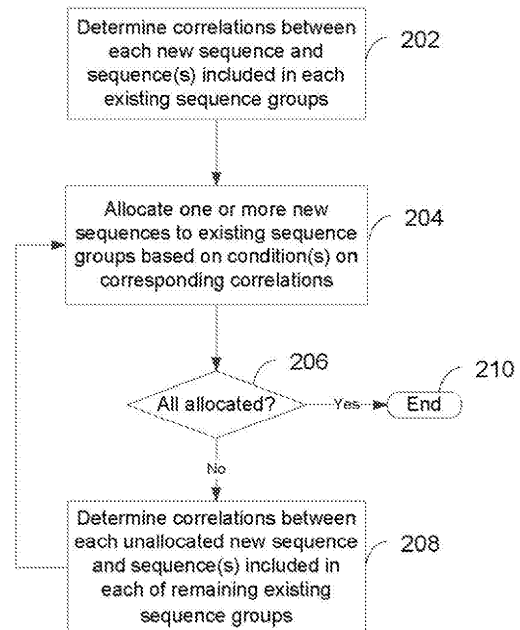 Determine correlations between
each new sequence and
sequence(s) included in each
existing sequence groups
202
Allocate one or more new
sequences to existing sequence
groups based on condition(s) on
corresponding correlations
204
206
All allocated?
Yes
End
210
No
Determine correlations between
each unallocated new sequence
and sequence(s) included in
each of remaining existing
sequence groups
208